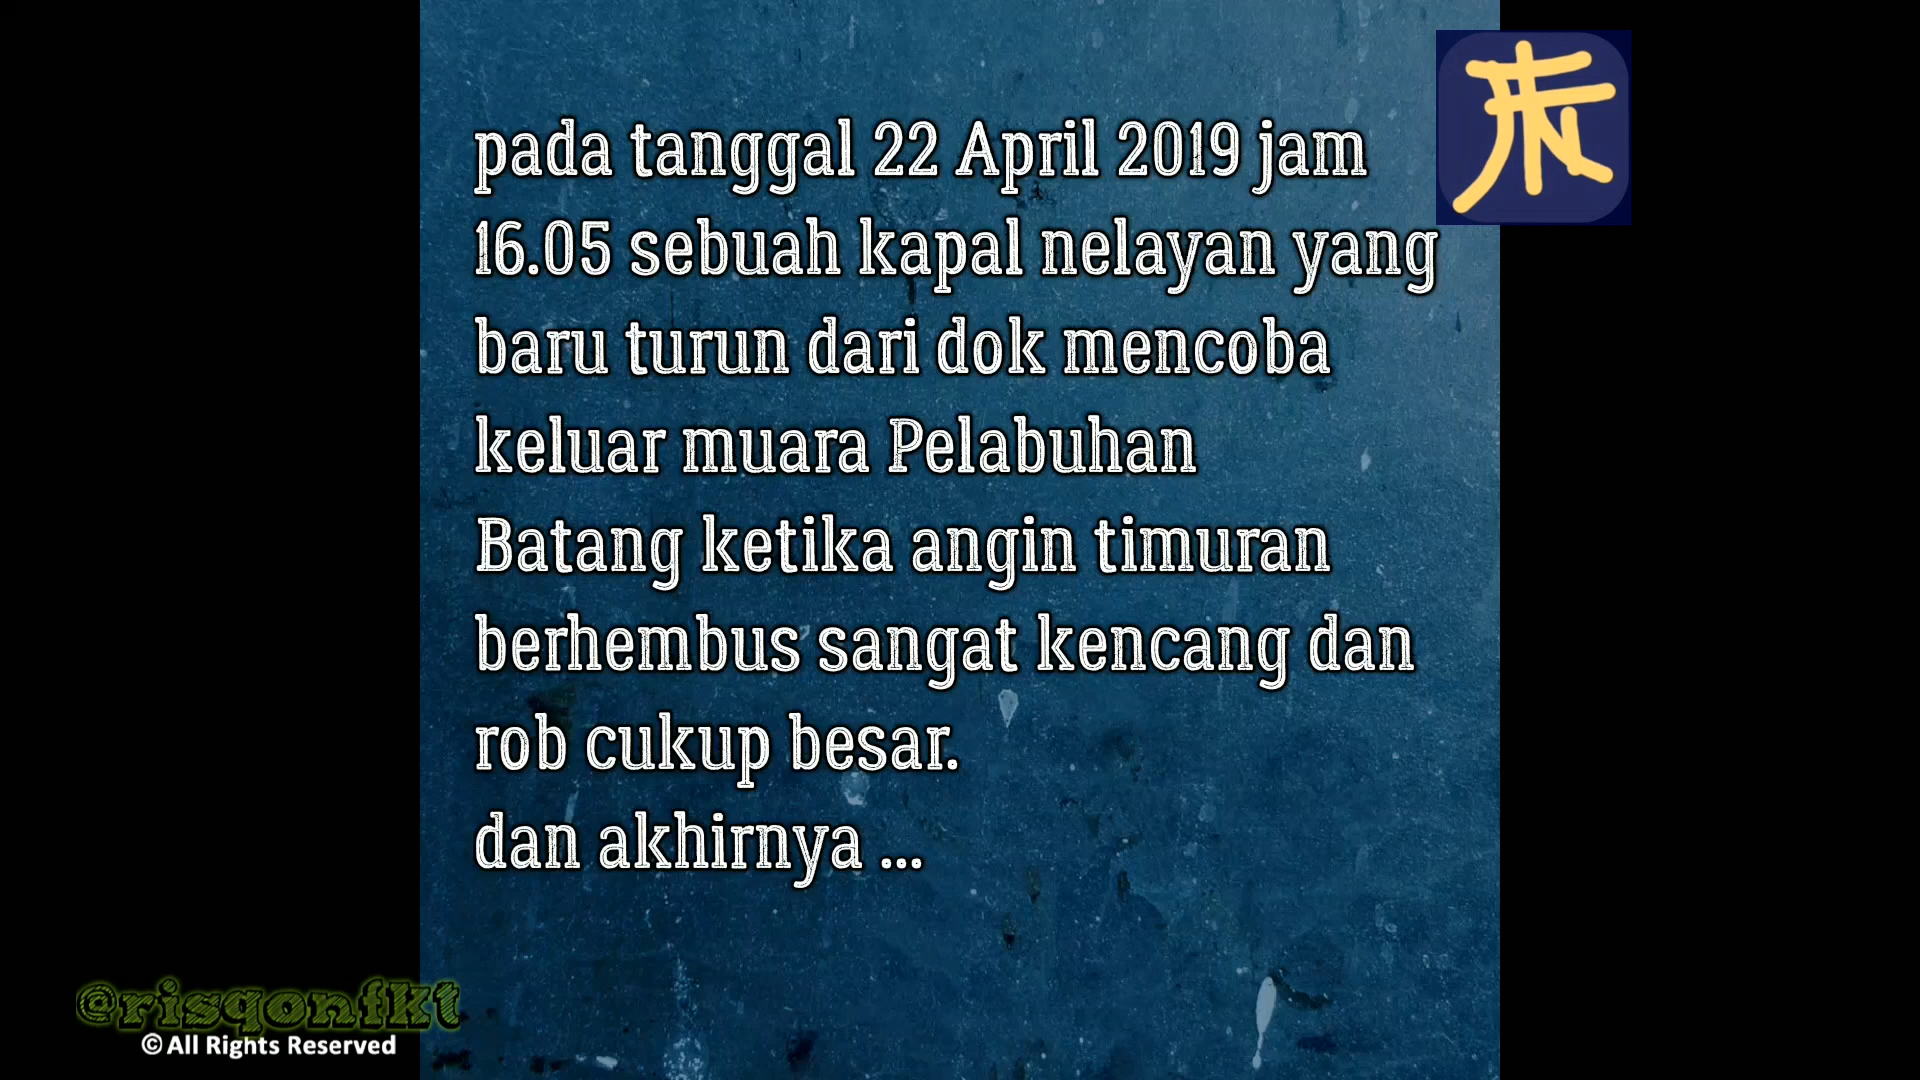 pada tanggal 22 April 2019 jam
16.05 sebuah kapal nelayan yang
baru turun dari dok mencoba
keluar muara Pelabuhan
Batang ketika angin timuran
berhembus sangat kencang dan
rob cukup besar.
dan akhirnya ...
@risqonfkt
© All Rights Reserved